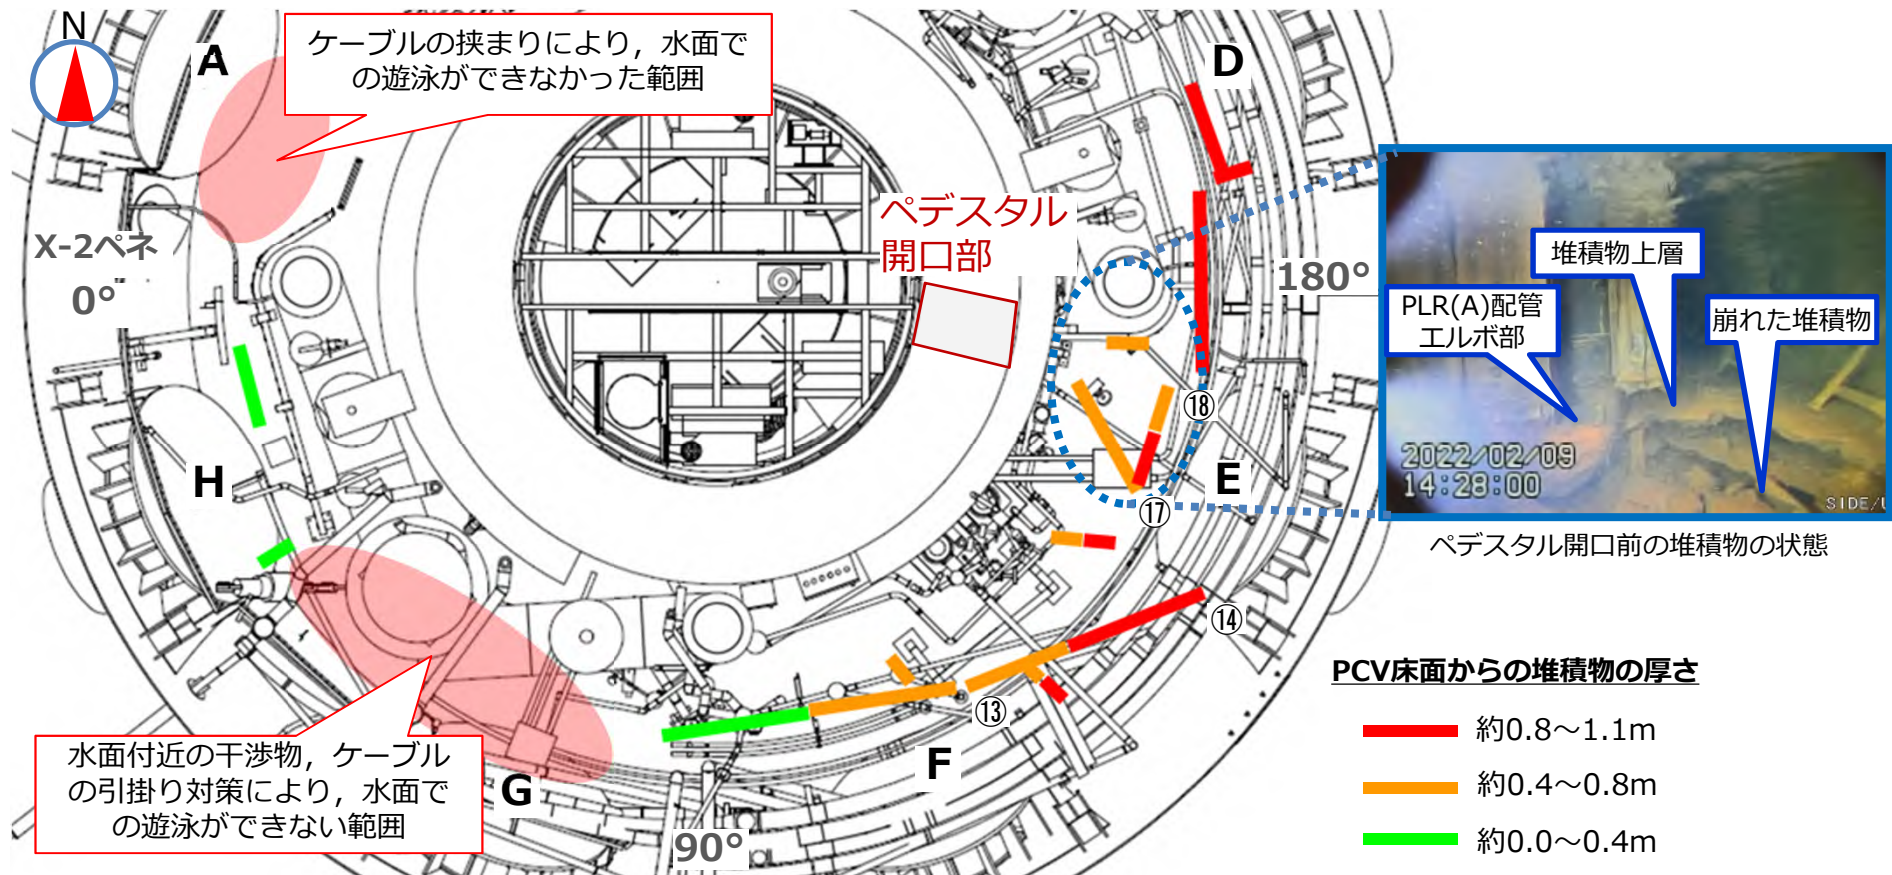 N
A
ケーブルの挟まりにより，水面で
の遊泳ができなかった範囲
D
ペデスタル
開口部
X-2ペネ
0°
180°
堆積物上層
PLR(A)配管
エルボ部
崩れた堆積物
2022/02/09
14:28:00
SIDE/U
ペデスタル開口前の堆積物の状態
⑱
E
⑰
H
⑭
⑬
F
G
90°
水面付近の干渉物，ケーブル
の引掛り対策により，水面で
の遊泳ができない範囲
PCV床面からの堆積物の厚さ
約0.8～1.1m
約0.4～0.8m
約0.0～0.4m